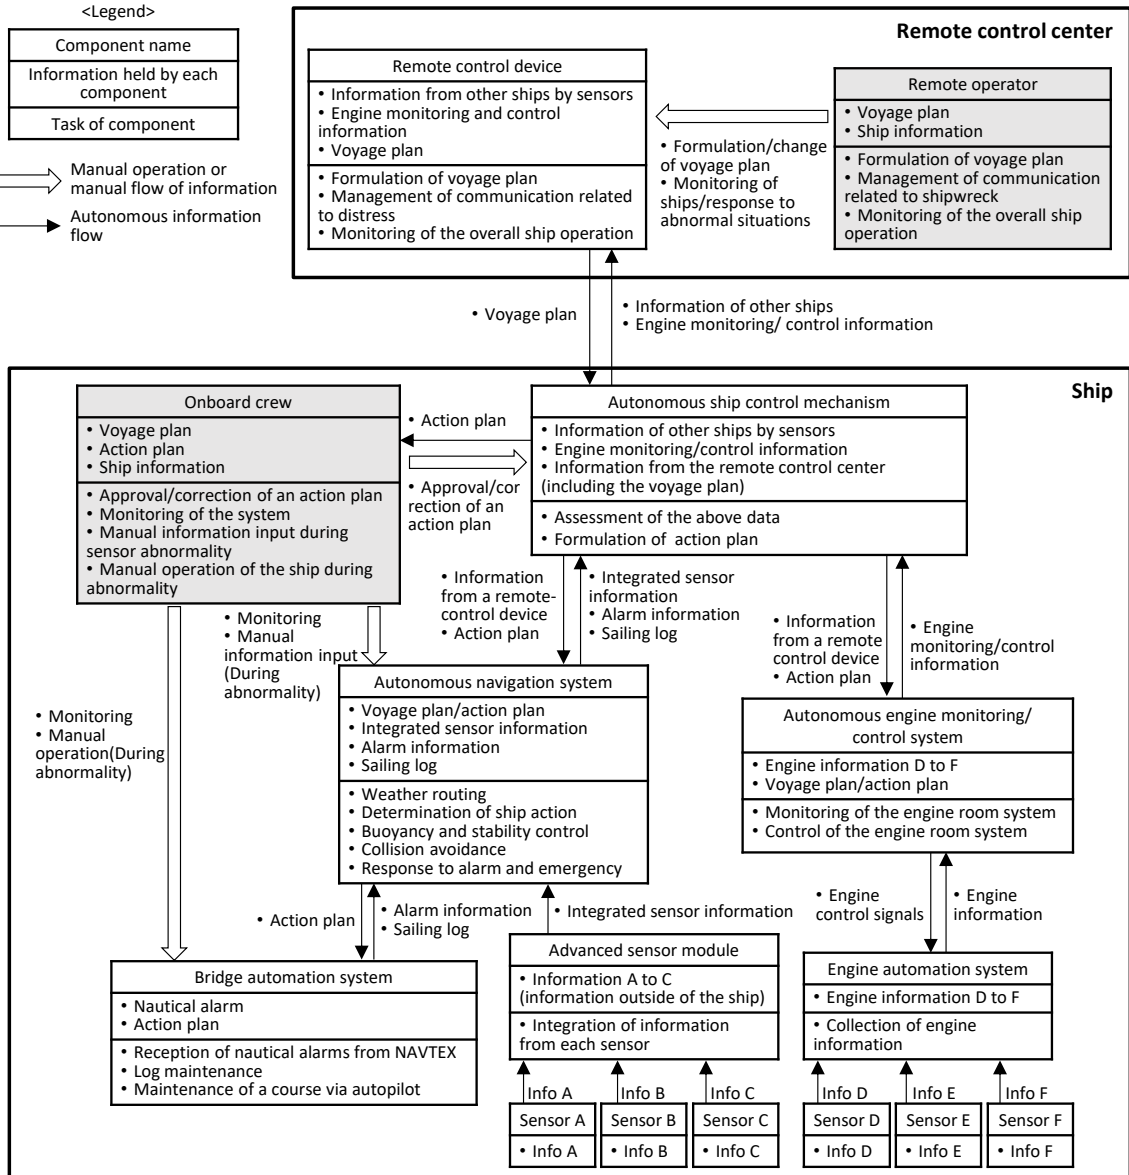 <Legend>
Component name
Information held by each
component
Task of component
Manual operation or
manual flow of information
Autonomous information
flow
Remote control center
Remote control device
• Information from other ships by sensors
• Engine monitoring and control
information
• Voyage plan
• Formulation of voyage plan
• Management of communication related
to distress
• Monitoring of the overall ship operation
• Formulation/change
of voyage plan
• Monitoring of
ships/response to
abnormal situations
Remote operator
• Voyage plan
• Ship information
• Formulation of voyage plan
• Management of communication
related to shipwreck
• Monitoring of the overall ship
operation
• Voyage plan
• Information of other ships
• Engine monitoring/ control information
Ship
Onboard crew
• Voyage plan
• Action plan
• Ship information
• Approval/correction of an action plan
• Monitoring of the system
• Manual information input during
sensor abnormality
• Manual operation of the ship during
abnormality
• Action plan
• Approval/cor
rection of an
action plan
Autonomous ship control mechanism
• Information of other ships by sensors
• Engine monitoring/control information
• Information from the remote control center
(including the voyage plan)
• Assessment of the above data
• Formulation of action plan
• Monitoring
• Manual
information input
(During
abnormality)
• Information
from a remote-
control device
• Action plan
• Integrated sensor
information
• Alarm information
• Sailing log
• Information
from a remote
control device
• Action plan
• Engine
monitoring/control
information
• Monitoring
• Manual
operation(During
abnormality)
Autonomous navigation system
• Voyage plan/action plan
• Integrated sensor information
• Alarm information
• Sailing log
• Weather routing
• Determination of ship action
• Buoyancy and stability control
• Collision avoidance
• Response to alarm and emergency
Autonomous engine monitoring/
control system
• Engine information D to F
• Voyage plan/action plan
• Monitoring of the engine room system
• Control of the engine room system
• Action plan
• Alarm information
• Sailing log
• Integrated sensor information
• Engine
control signals
• Engine
information
Bridge automation system
• Nautical alarm
• Action plan
• Reception of nautical alarms from NAVTEX
• Log maintenance
• Maintenance of a course via autopilot
Advanced sensor module
• Information A to C
(information outside of the ship)
• Integration of information
from each sensor
Engine automation system
• Engine information D to F
• Collection of engine
information
Info A
Info B
Info C
Info D
Info E
Info F
Sensor A
Sensor B
Sensor C
Sensor D
Sensor E
Sensor F
• Info A
• Info B
• Info C
• Info D
• Info E
• Info F